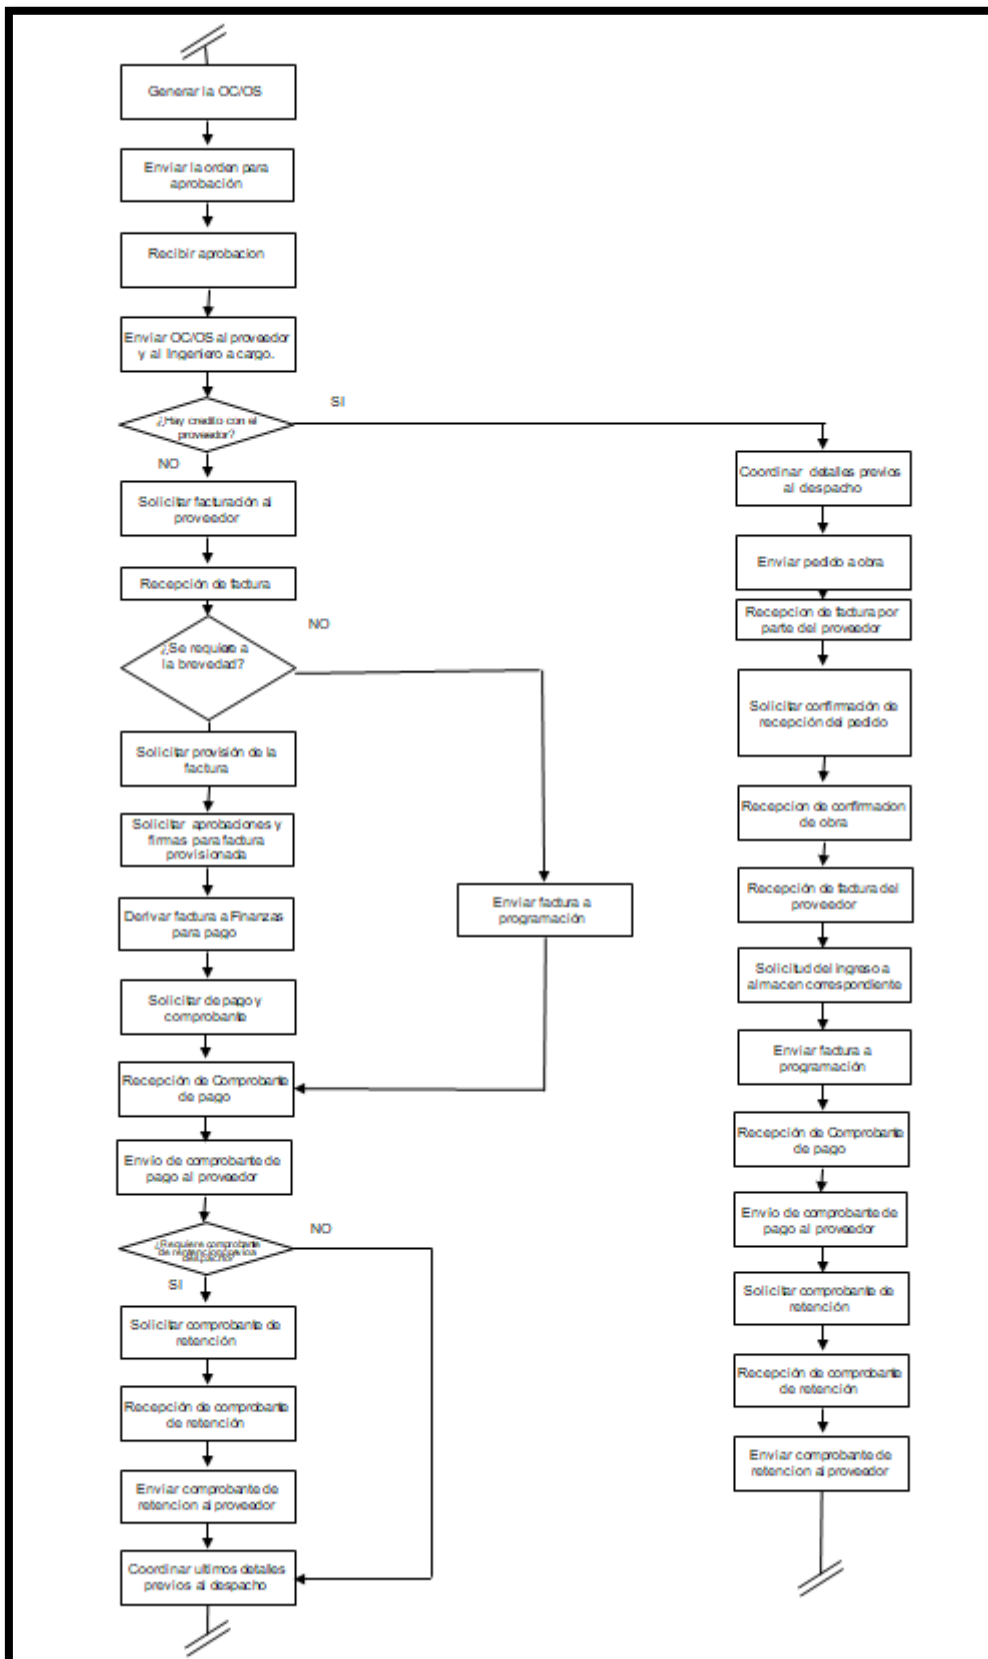 Generar la OC/OS
Enviar la orden para
aprobación
Recibir aprobacion
Enviar OC/OS al proveedor
y al Ingeniero a cargo.
¿Hay credito con el
proveedor?
SI
NO
Solicitar facturación al
proveedor
Recepción de factura
¿Se requiere a
la brevedad?
NO
Solicitar provisión de la
factura
Solicitar aprobaciones y
firmas para factura
provisionada
Derivar factura a Finanzas
para pago
Solicitar de pago y
comprobante
Recepción de Comprobante
de pago
Envío de comprobante de
pago al proveedor
¿Requiere comprobante
de retención previos
despacho?
NO
SI
Solicitar comprobante de
retención
Recepción de comprobante
de retención
Enviar comprobante de
retencion al proveedor
Coordinar ultimos detalles
previos al despacho
Enviar factura a
programación
Coordinar detalles previos
al despacho
Enviar pedido a obra
Recepcion de factura por
parte del proveedor
Solicitar confirmación de
recepción del pedido
Recepcion de confirmacion
de obra
Recepción de factura del
proveedor
Solicitud del ingreso a
almacen correspondiente
Enviar factura a
programación
Recepción de Comprobante
de pago
Envío de comprobante de
pago al proveedor
Solicitar comprobante de
retención
Recepción de comprobante
de retención
Enviar comprobante de
retencion al proveedor